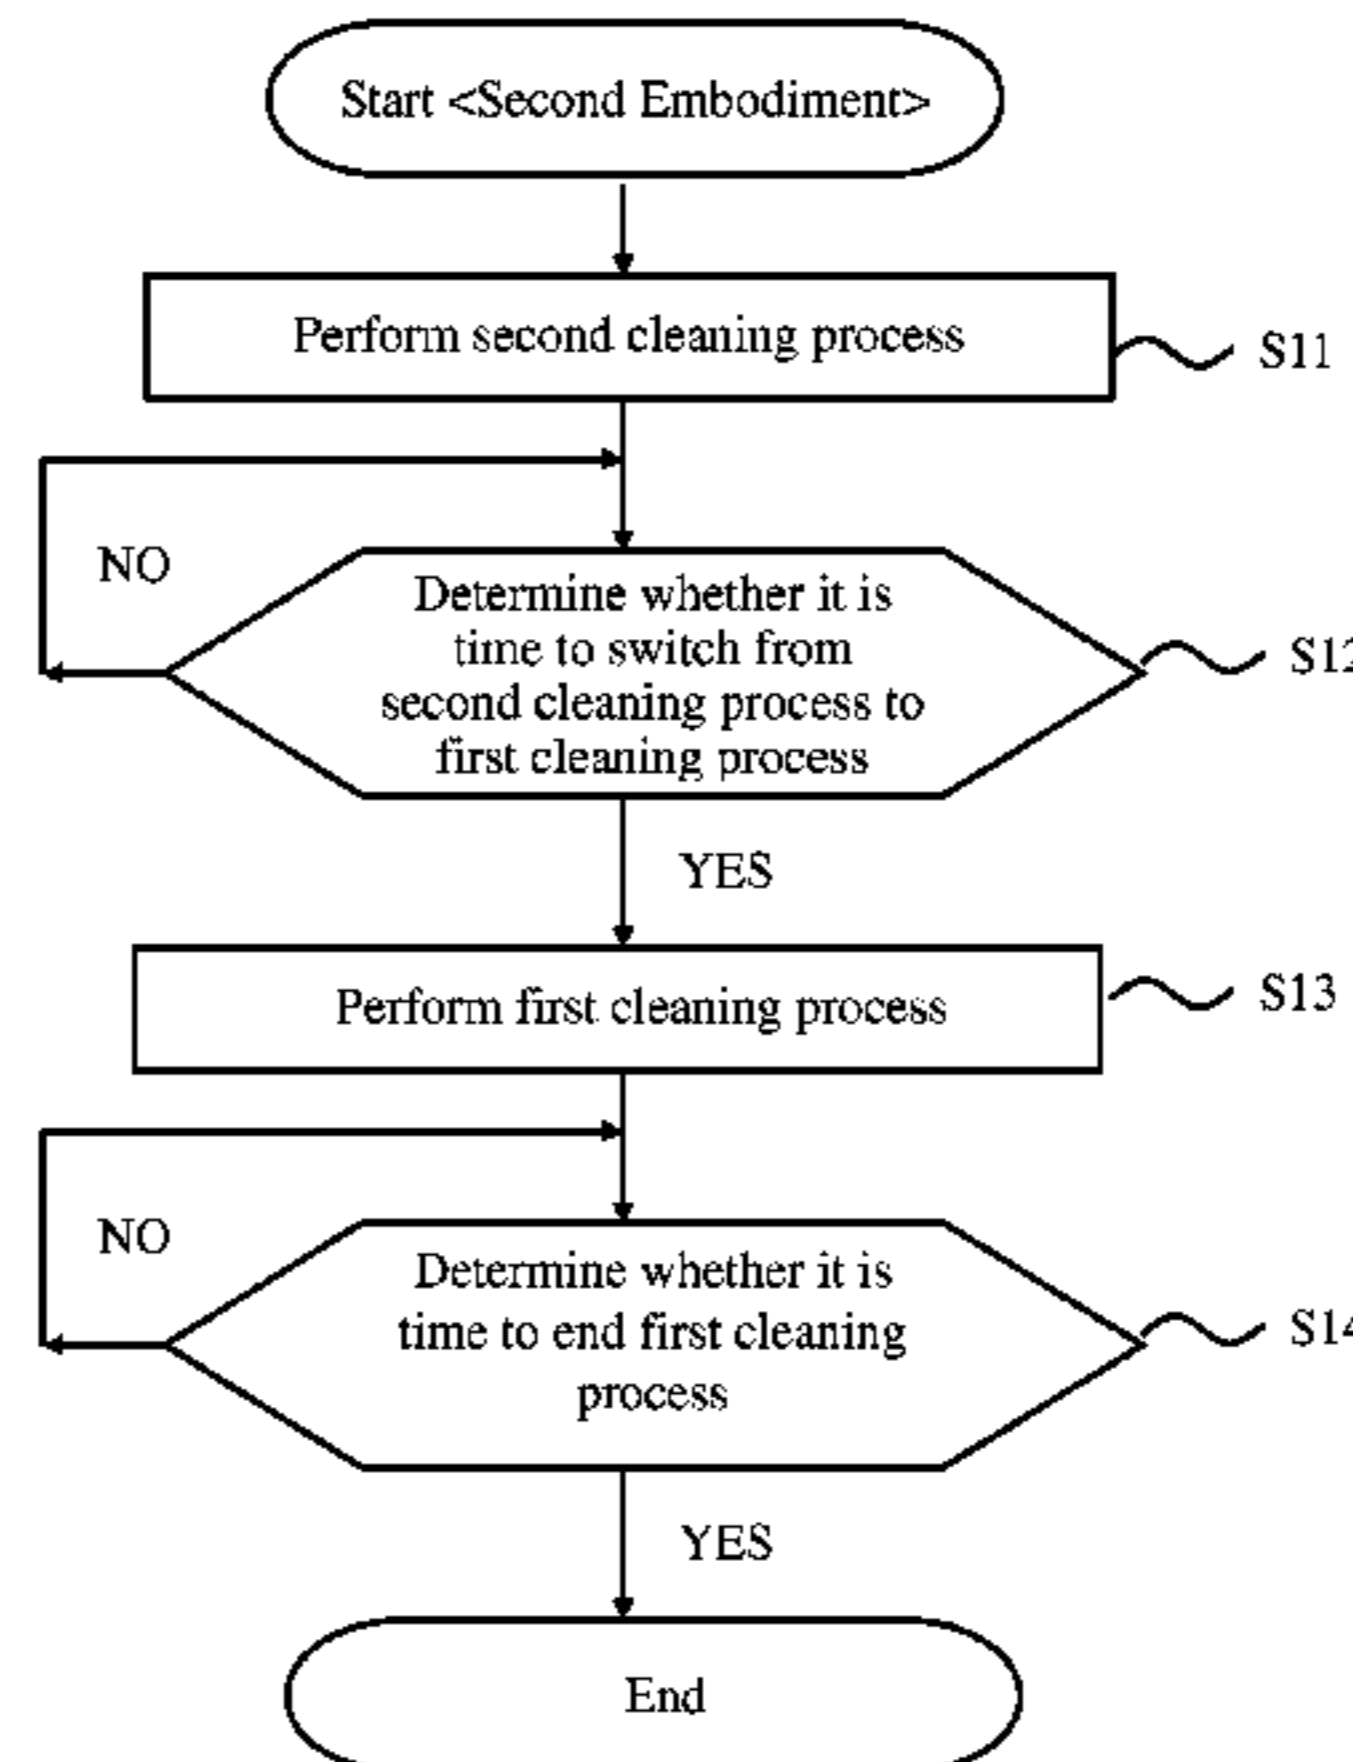 Start <Second Embodiment>
Perform second cleaning process
S11
NO
Determine whether it is
time to switch from
second cleaning process to
first cleaning process
S12
YES
Perform first cleaning process
S13
NO
Determine whether it is
time to end first cleaning
process
S14
YES
End